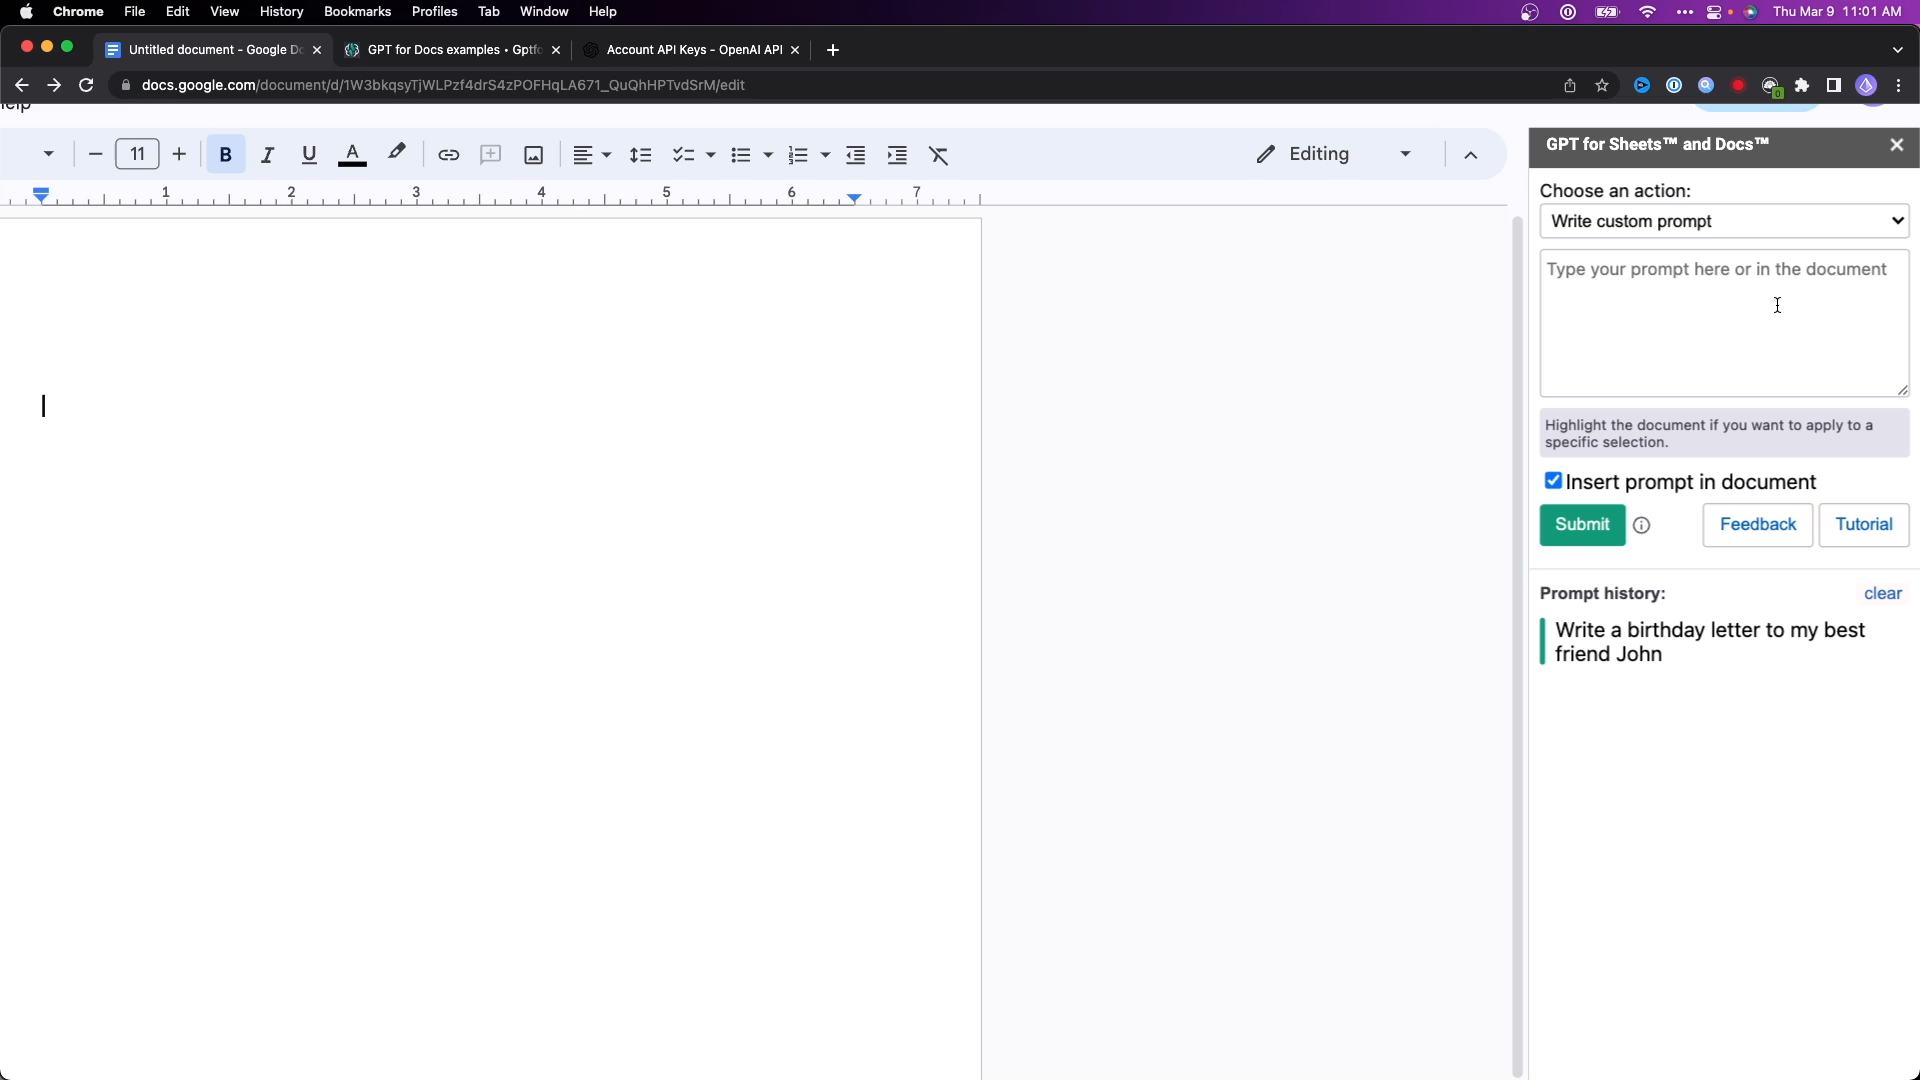 Chrome File Edit View History Bookmarks Profiles Tab Window Help
Thu Mar 9 11:01 AM
Untitled document - Google Do
GPT for Docs examples • Gptfo
Account API Keys - OpenAI API
docs.google.com/document/d/1W3bkqsyTjWLPzf4drS4zPOFHqLA671_QuQhHPTvdSrM/edit
0
11
B I U A
Editing
1 2 3 4 5 6 7
GPT for Sheets™ and Docs™
Choose an action:
Write custom prompt
Type your prompt here or in the document
Highlight the document if you want to apply to a
specific selection.
Insert prompt in document
Submit
Feedback
Tutorial
Prompt history:
clear
Write a birthday letter to my best
friend John